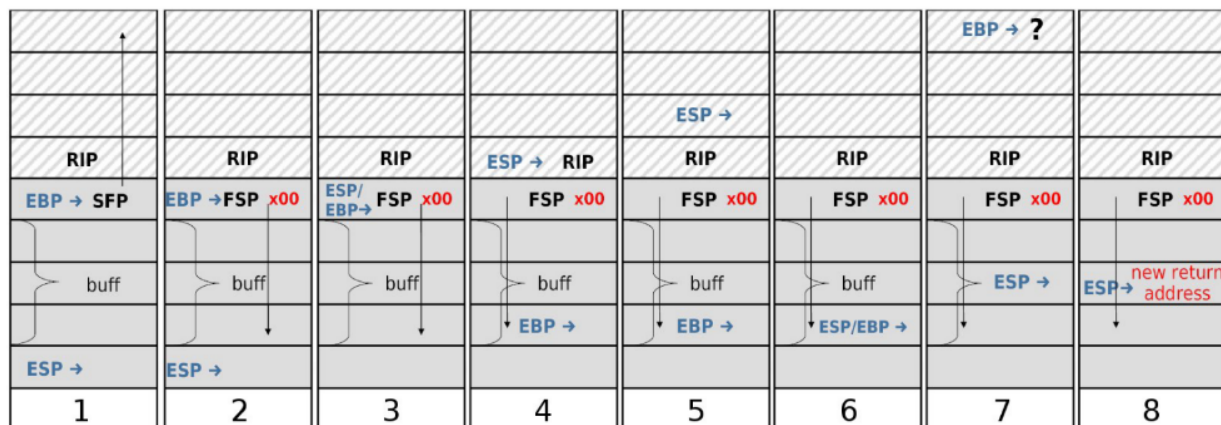 EBP → ?
ESP →
RIP RIP RIP ESP → RIP RIP RIP RIP RIP
EBP → SFP EBP → FSP x00 ESP/ EBP→ FSP x00 FSP x00 FSP x00 FSP x00 FSP x00 FSP x00
buff buff buff buff buff buff ESP → ESP → new return address
EBP → EBP → ESP/EBP →
ESP → ESP →
1 2 3 4 5 6 7 8